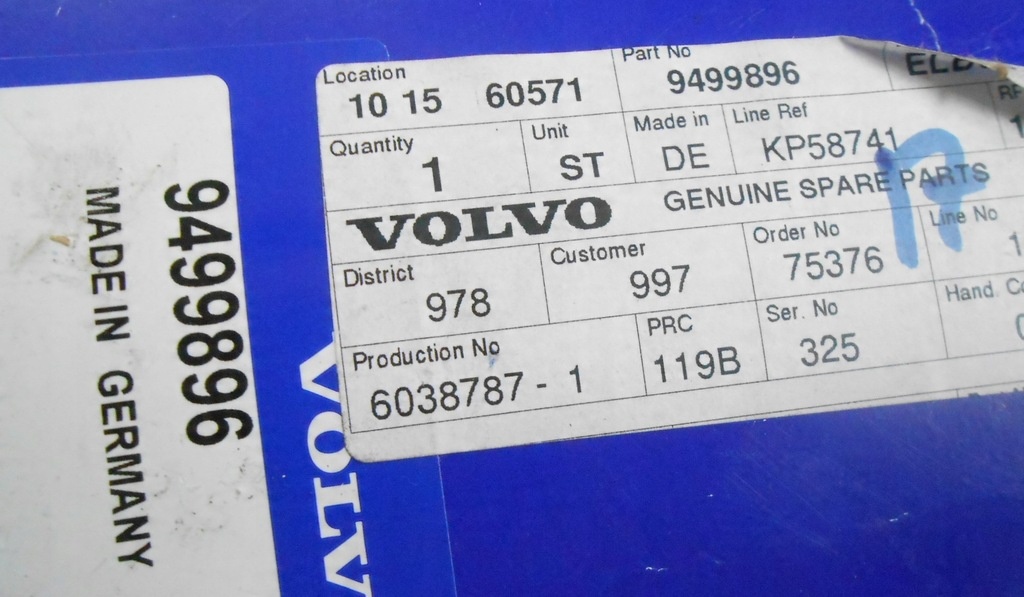 Location
10 15 60571
Part No
9499896
Quantity
1
Unit
ST
Made in
DE
Line Ref
KP58741
VOLVO GENUINE SPARE PARTS
District
978
Customer
997
Order No
75376
Line No
1
Production No
6038787 - 1
PRC
119B
Ser. No
325
Hand.
9499896
MADE IN GERMANY
VOLV